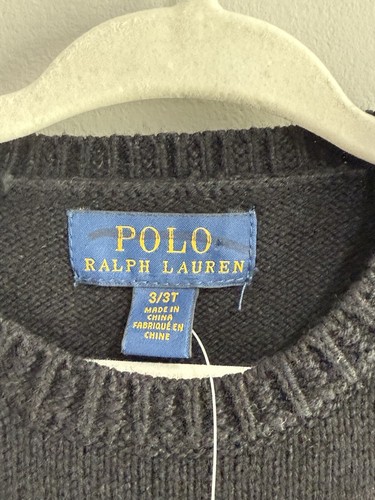 POLO
RALPH LAUREN
3/3T
MADE IN
CHINA
FABRIQUÉ EN
CHINE